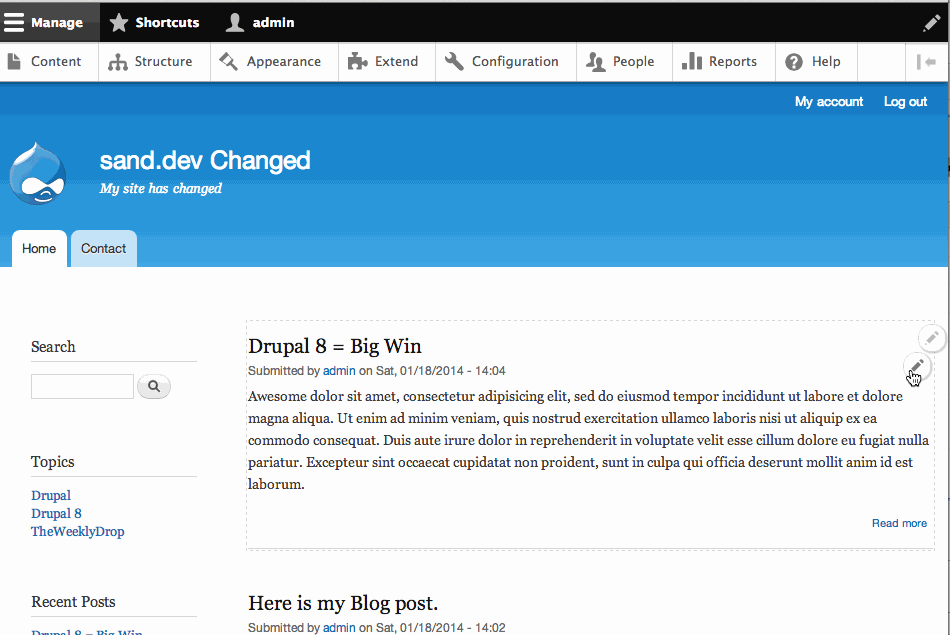 Manage Shortcuts admin
Content Structure Appearance Extend Configuration People Reports Help
My account Log out
sand.dev Changed
My site has changed
Home Contact
Search
Topics
Drupal
Drupal 8
TheWeeklyDrop
Recent Posts
Drupal 8 = Big Win
Drupal 8 = Big Win
Submitted by admin on Sat, 01/18/2014 - 14:04
Awesome dolor sit amet, consectetur adipisicing elit, sed do eiusmod tempor incididunt ut labore et dolore
magna aliqua. Ut enim ad minim veniam, quis nostrud exercitation ullamco laboris nisi ut aliquip ex ea
commodo consequat. Duis aute irure dolor in reprehenderit in voluptate velit esse cillum dolore eu fugiat nulla
pariatur. Excepteur sint occaecat cupidatat non proident, sunt in culpa qui officia deserunt mollit anim id est
laborum.
Read more
Here is my Blog post.
Submitted by admin on Sat, 01/18/2014 - 14:02